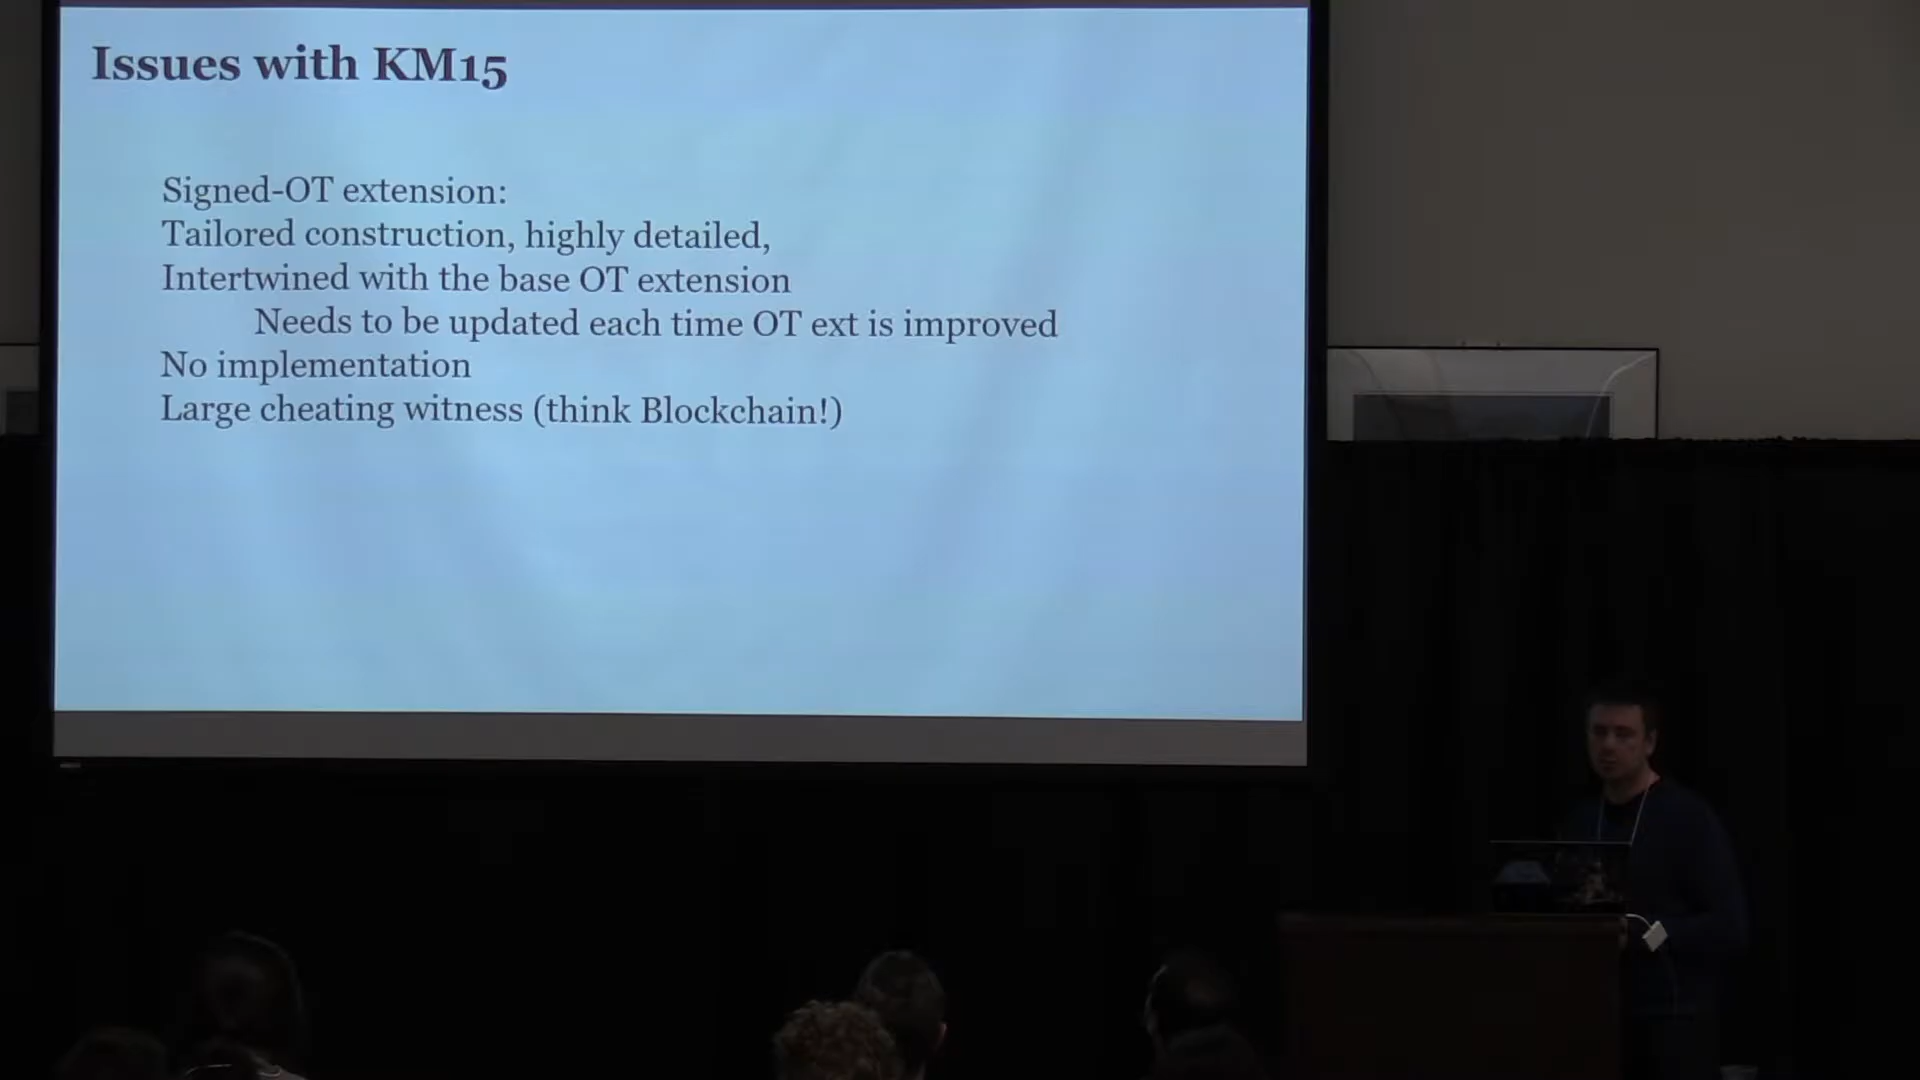 Issues with KM15
Signed-OT extension:
Tailored construction, highly detailed,
Intertwined with the base OT extension
Needs to be updated each time OT ext is improved
No implementation
Large cheating witness (think Blockchain!)